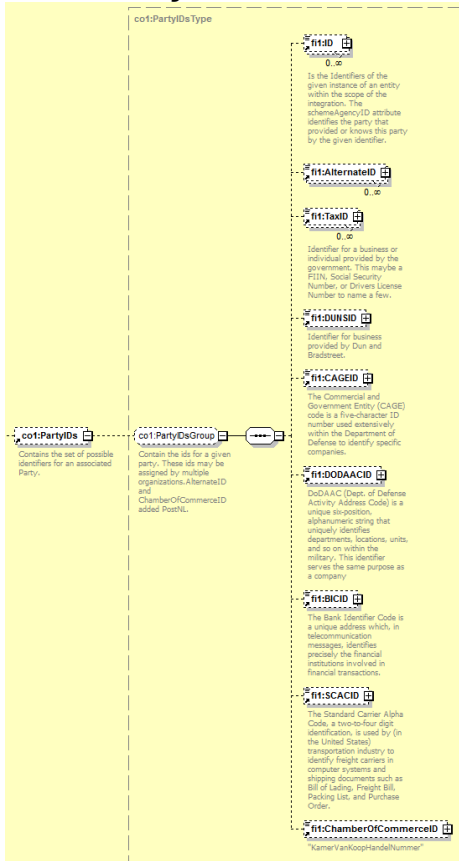 co1:PartyIDsType
fi1:ID
0..∞
Is the Identifiers of the
given instance of an entity
within the scope of the
integration. The
schemeAgencyID attribute
identifies the party that
provided or knows this party
by the given identifier.
fi1:AlternateID
0..∞
fi1:TaxID
0..∞
Identifier for a business or
individual provided by the
government. This maybe a
FIIN, Social Security
Number, or Drivers License
Number to name a few.
fi1:DUNSID
Identifier for business
provided by Dun and
Bradstreet.
fi1:CAGEID
The Commercial and
Government Entity (CAGE)
code is a five-character ID
number used extensively
within the Department of
Defense to identify specific
companies.
co1:PartyIDs
Contains the set of possible
identifiers for an associated
Party.
co1:PartyIDsGroup
Contain the ids for a given
party. These ids may be
assigned by multiple
organizations.AlternateID
and
ChamberOfCommerceID
added PostNL.
fi1:DODAACID
DoDAAC (Dept. of Defense
Activity Address Code) is a
unique six-position,
alphanumeric string that
uniquely identifies
departments, locations, units,
and so on within the
military. This identifier
serves the same purpose as
a company
fi1:BICID
The Bank Identifier Code is
a unique address which, in
telecommunication
messages, identifies
precisely the financial
institutions involved in
financial transactions.
fi1:SCACID
The Standard Carrier Alpha
Code, a two-to-four digit
identification, is used by (in
the United States)
transportation industry to
identify freight carriers in
computer systems and
shipping documents such as
Bill of Lading, Freight Bill,
Packing List, and Purchase
Order.
fi1:ChamberOfCommerceID
"KamerVanKoopHandelNummer"